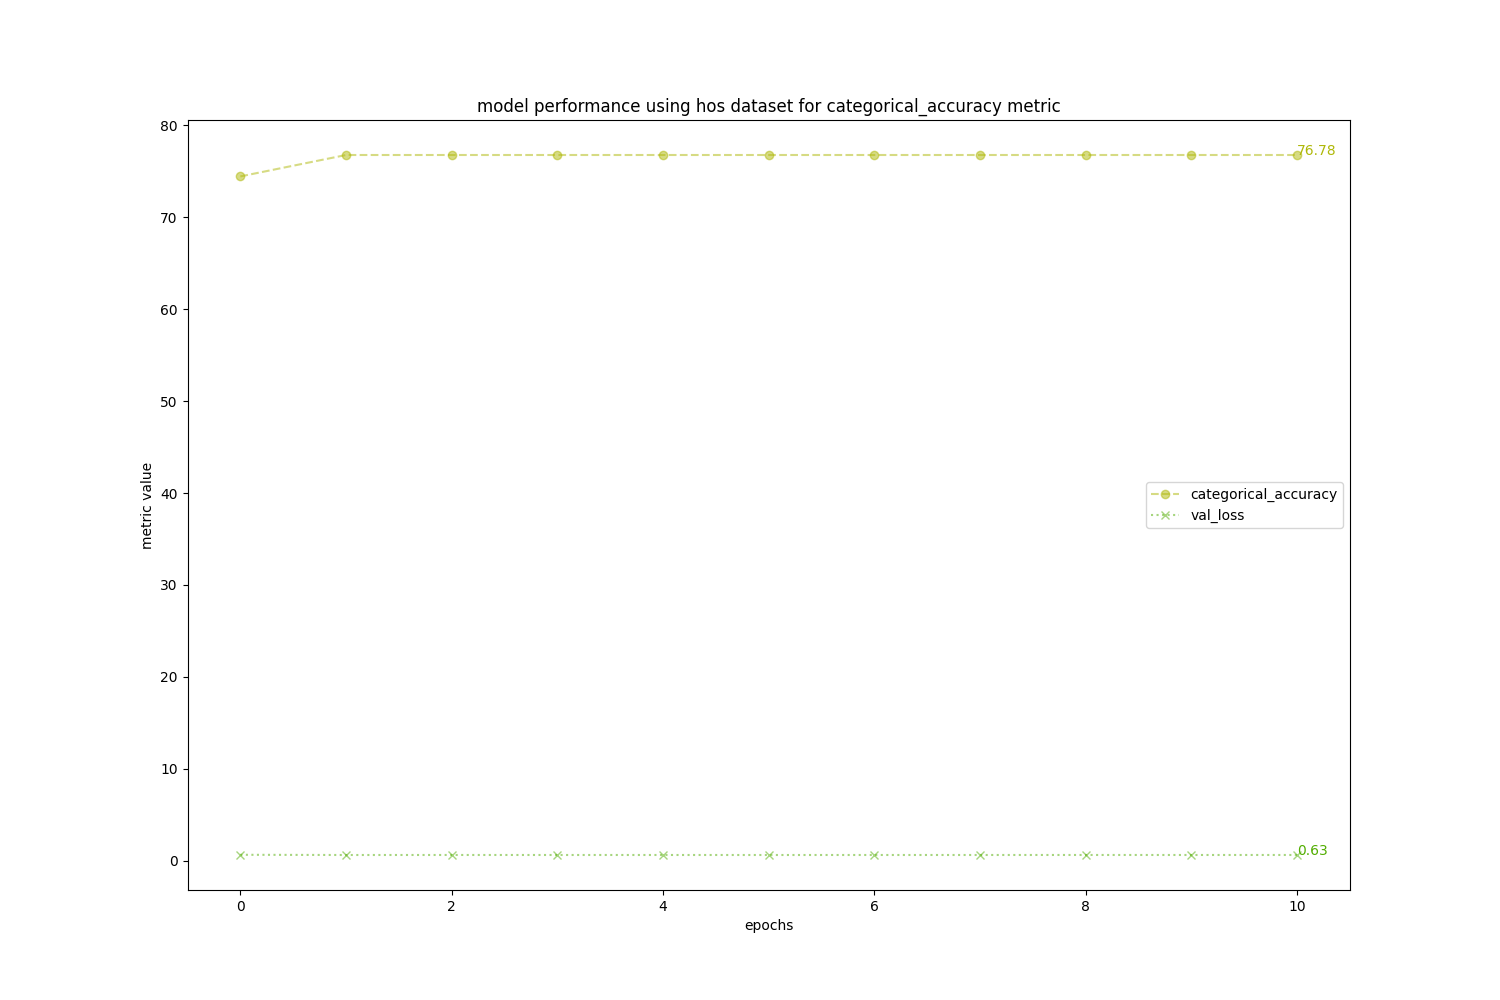 model performance using hos dataset for categorical_accuracy metric
80
70
60
50
40
30
20
10
0
metric value
76.78
categorical_accuracy
val_loss
0.63
0 2 4 6 8 10
epochs